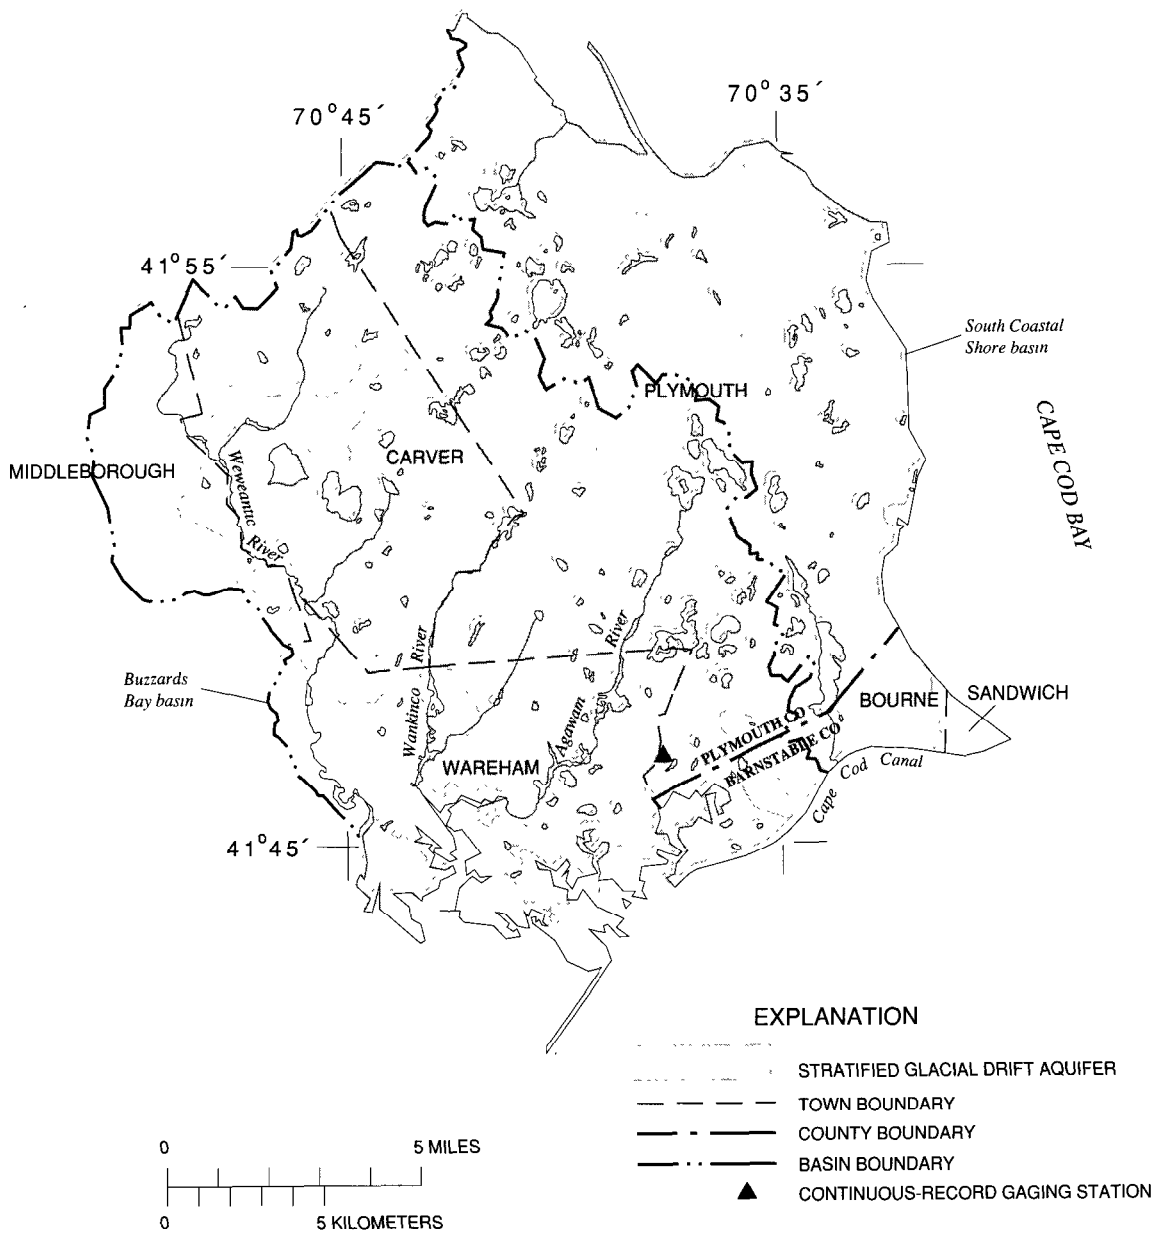 70°35´
70°45´
41°55´
South Coastal
Shore basin
PLYMOUTH
CAPE COD BAY
CARVER
MIDDLEBOROUGH
Weweantic
River
River
River
Buzzards
Bay basin
BOURNE
SANDWICH
Wankinco
Agawam
PLYMOUTH CO
BARNSTABLE CO
WAREHAM
Cape Cod Canal
41°45´
EXPLANATION
STRATIFIED GLACIAL DRIFT AQUIFER
TOWN BOUNDARY
COUNTY BOUNDARY
BASIN BOUNDARY
CONTINUOUS-RECORD GAGING STATION
0 5 MILES
0 5 KILOMETERS